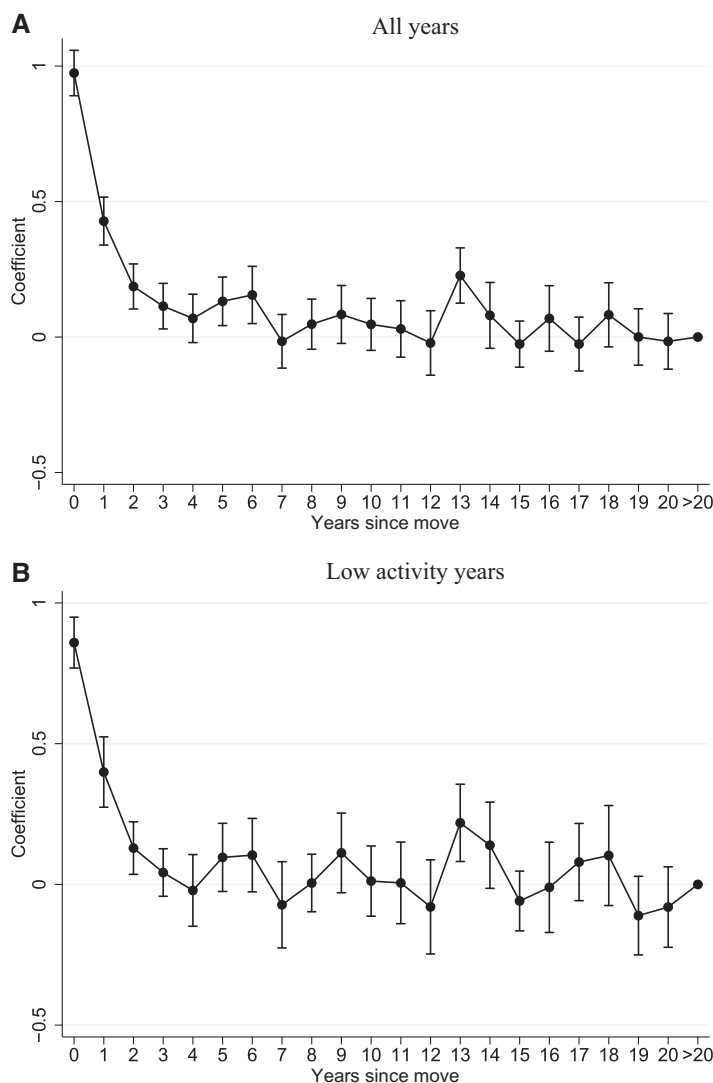 A
All years
1
0.5
0
−0.5
Coefficient
0 1 2 3 4 5 6 7 8 9 10 11 12 13 14 15 16 17 18 19 20 >20
Years since move
B
Low activity years
1
0.5
0
−0.5
Coefficient
0 1 2 3 4 5 6 7 8 9 10 11 12 13 14 15 16 17 18 19 20 >20
Years since move